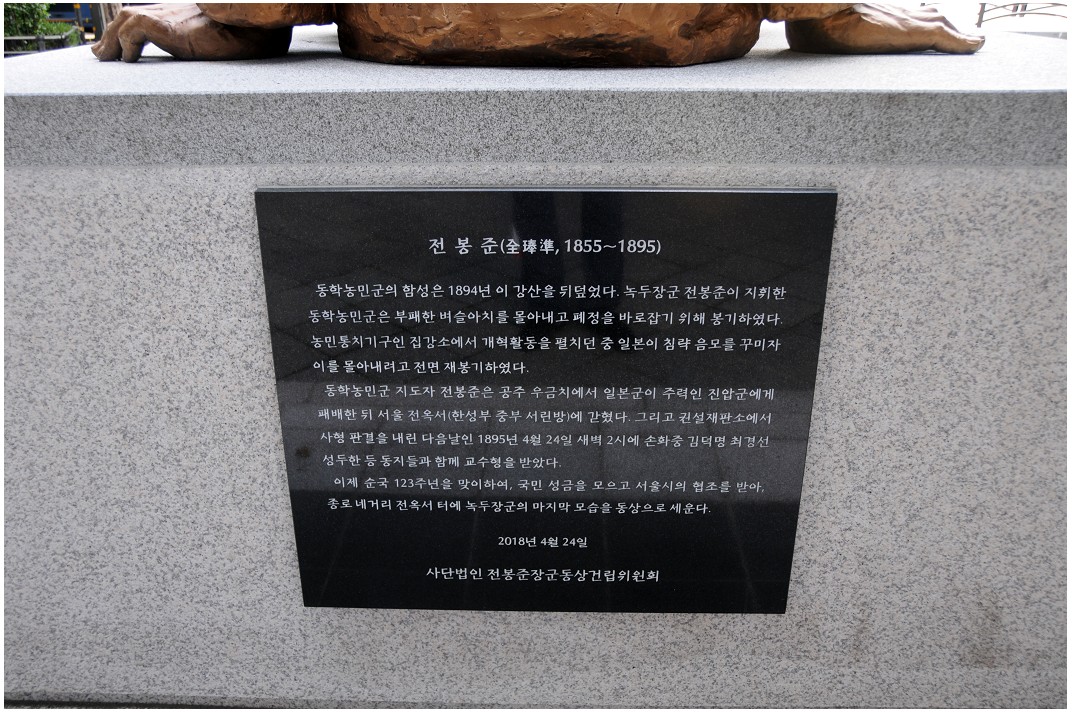 전 봉 준(全琫準, 1855~1895)
동학농민군의 함성은 1894년 이 강산을 뒤덮었다. 녹두장군 전봉준이 지휘한
동학농민군은 부패한 벼슬아치를 몰아내고 폐정을 바로잡기 위해 봉기하였다.
농민통치기구인 집강소에서 개혁활동을 펼치던 중 일본이 침략 음모를 꾸미자
이를 몰아내려고 전면 재봉기하였다.
동학농민군 지도자 전봉준은 공주 우금치에서 일본군이 주력인 진압군에게
패배한 뒤 서울 전옥서(한성부 중부 서린방)에 갇혔다. 그리고 권설재판소에서
사형 판결을 내린 다음날인 1895년 4월 24일 새벽 2시에 손화중 김덕명 최경선
성두한 등 동지들과 함께 교수형을 받았다.
이제 순국 123주년을 맞이하여, 국민 성금을 모으고 서울시의 협조를 받아,
종로 네거리 전옥서 터에 녹두장군의 마지막 모습을 동상으로 세운다.
2018년 4월 24일
사단법인 전봉준장군동상건립위원회